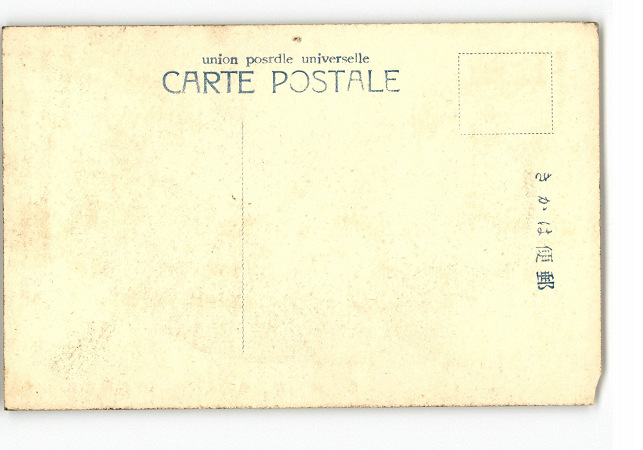 union posrdle universelle
CARTE POSTALE
郵便はかき